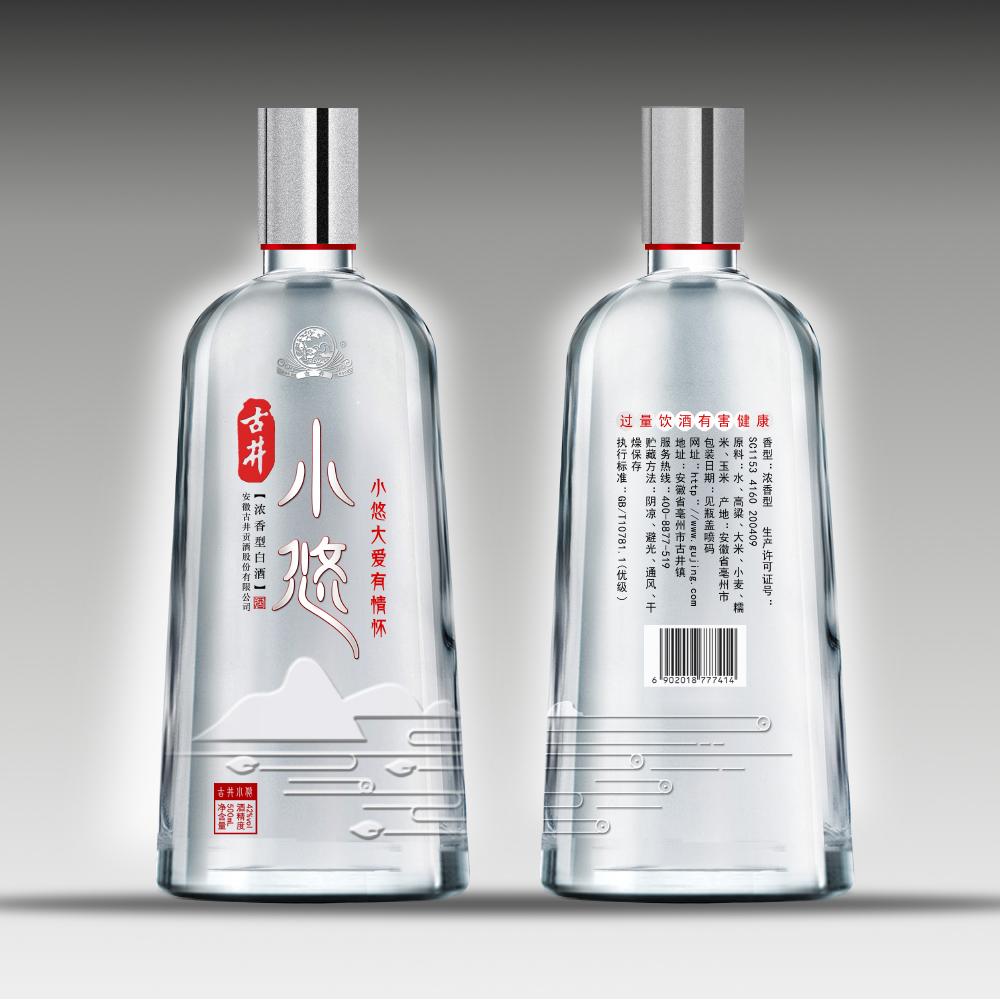 古井
®
古井
小悠
小悠大爱有情怀
【浓香型白酒】
安徽古井贡酒股份有限公司
古井小悠
42%vol
酒精度
500mL
净含量
过量饮酒有害健康
香型：浓香型 生产许可证号：
SC1153 4160 200409
原料：水、高粱、大米、小麦、糯
米、玉米 产地：安徽省亳州市
包装日期：见瓶盖喷码
网址：http://www.gujing.com
地址：安徽省亳州市古井镇
服务热线：400-8877-519
贮藏方法：阴凉、避光、通风、干
燥保存
执行标准：GB/T10781.1(优级)
6 902018 777414